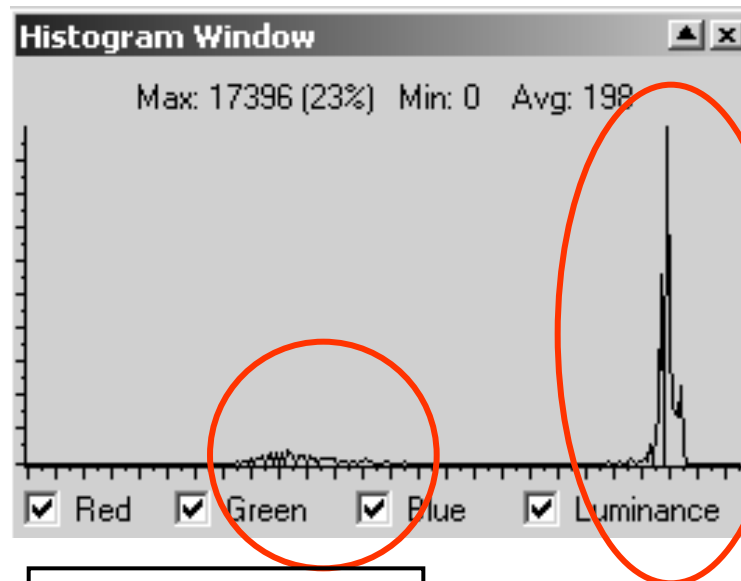 Histogram Window
Max: 17396 (23%) Min: 0 Avg: 198
Red Green Blue Luminance